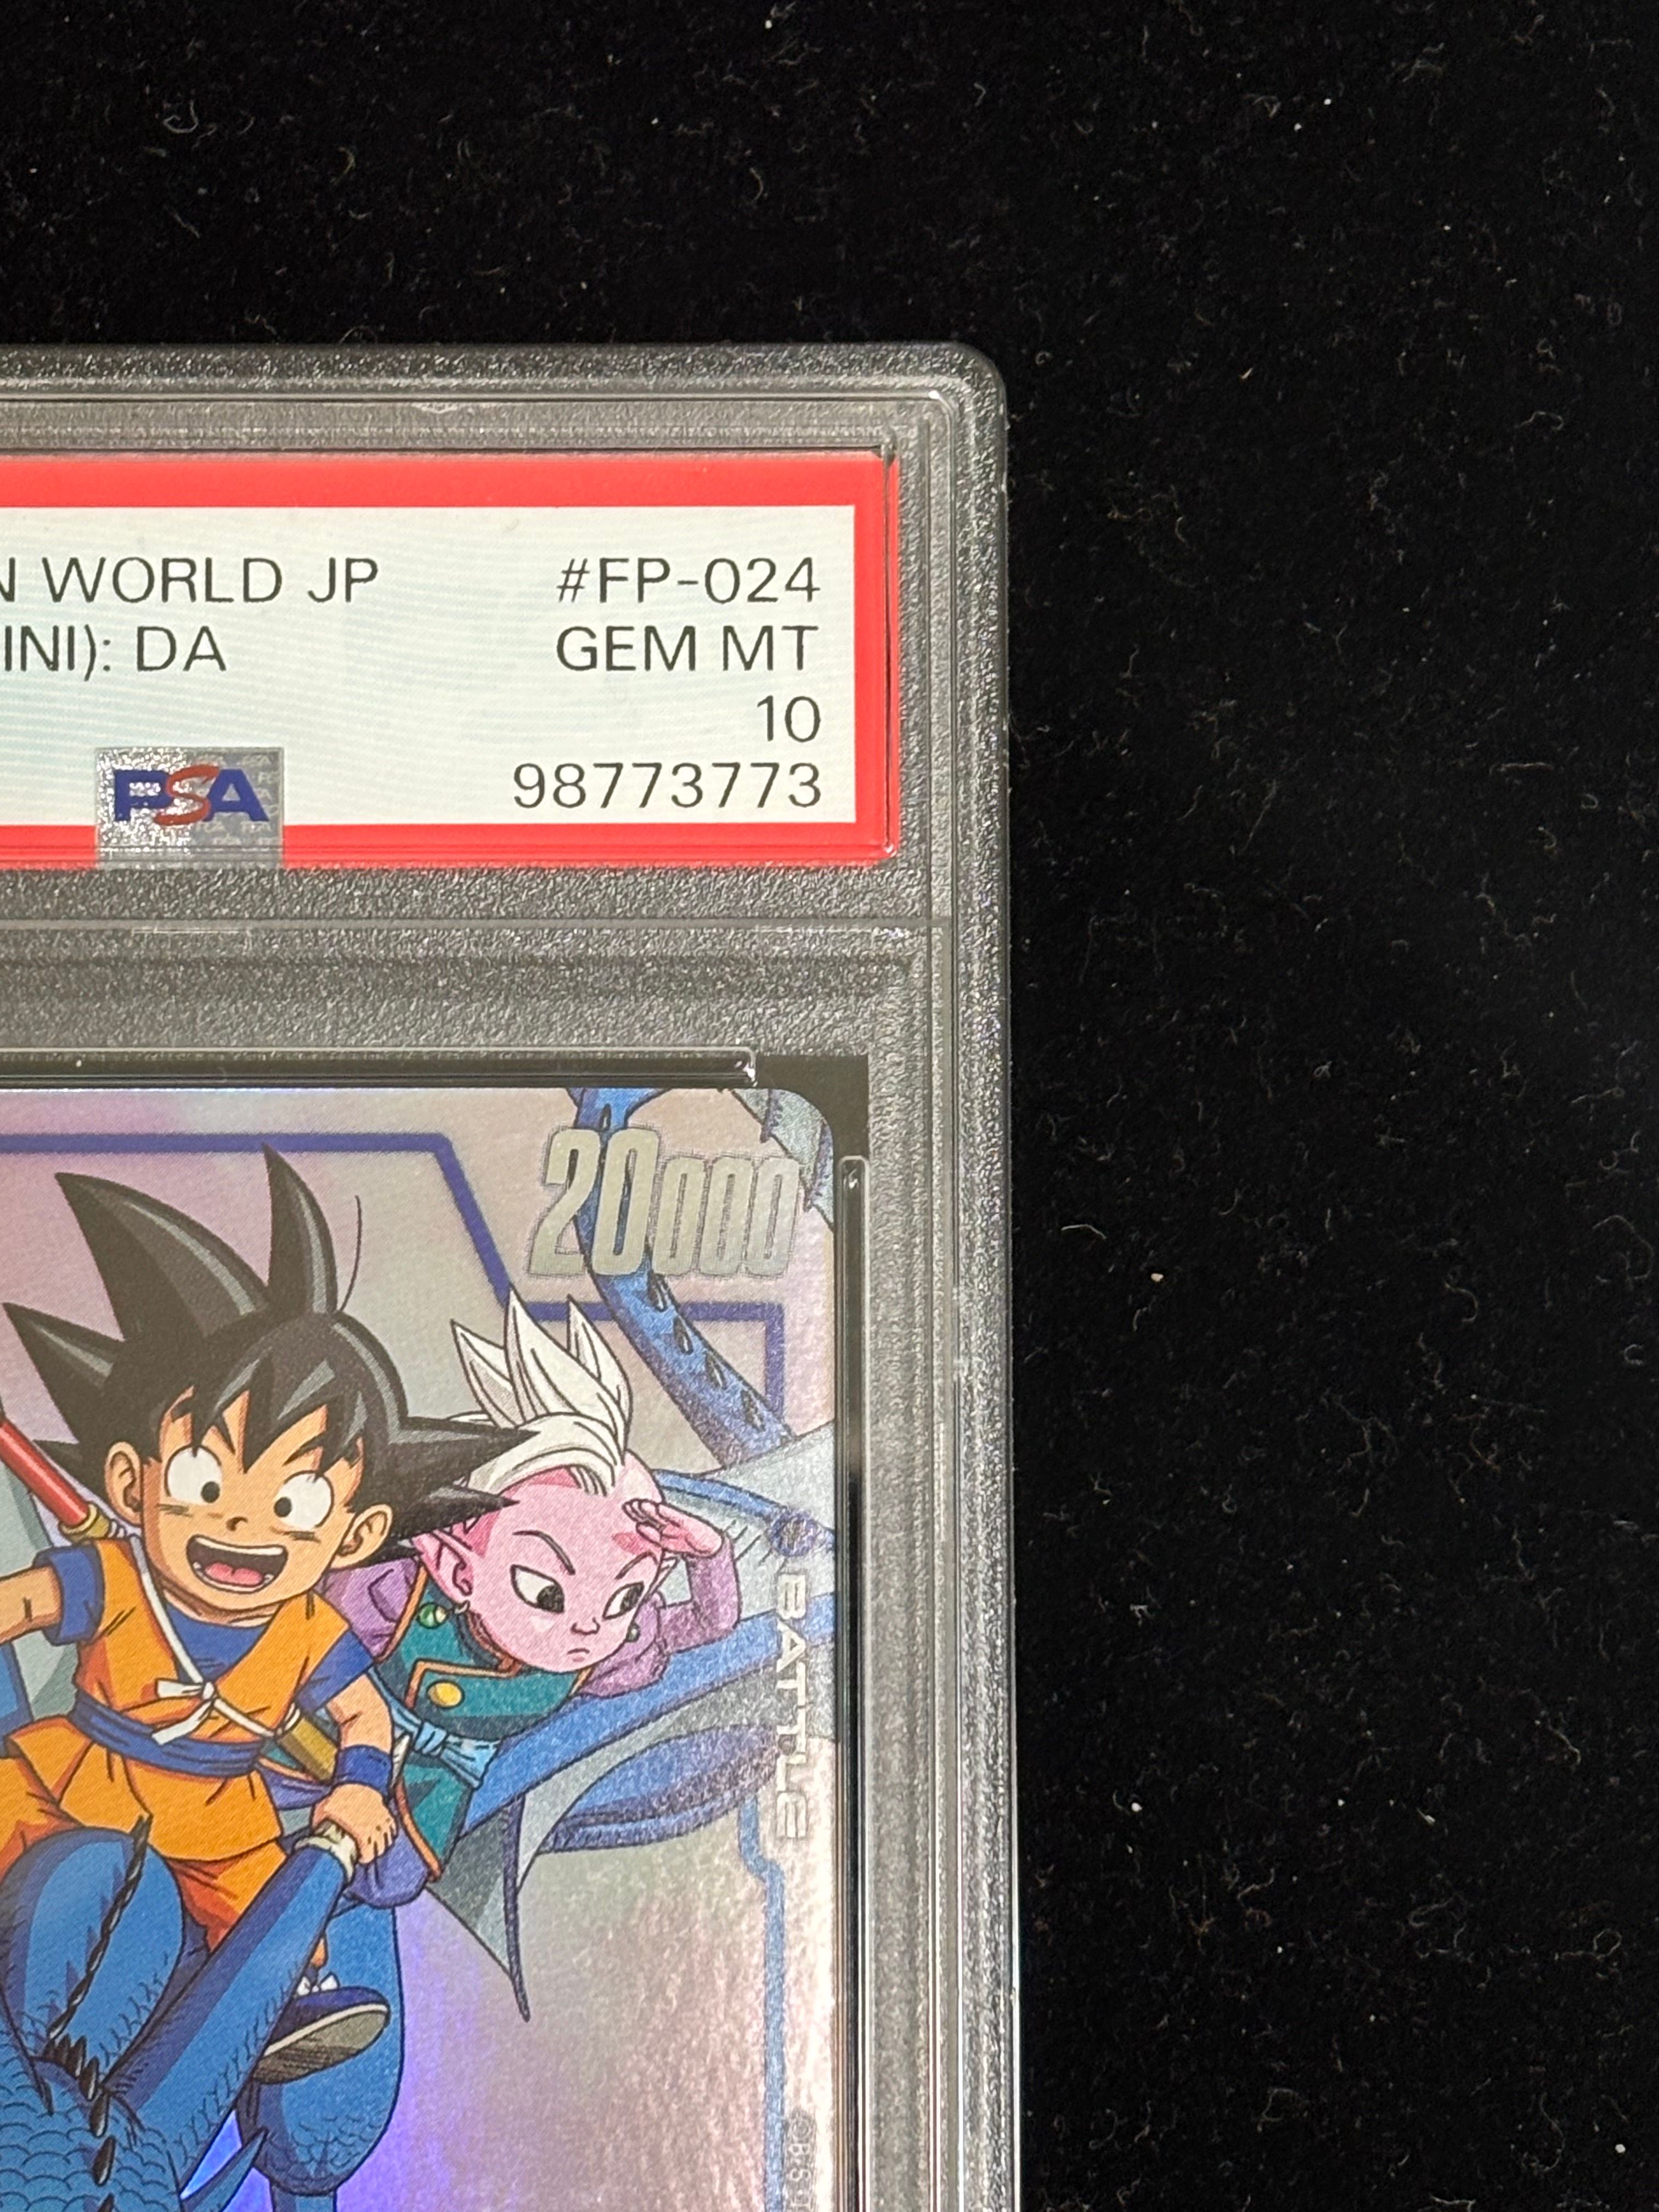 N WORLD JP #FP-024
INI): DA GEM MT
10
PSA 98773773
20000
BATTLE